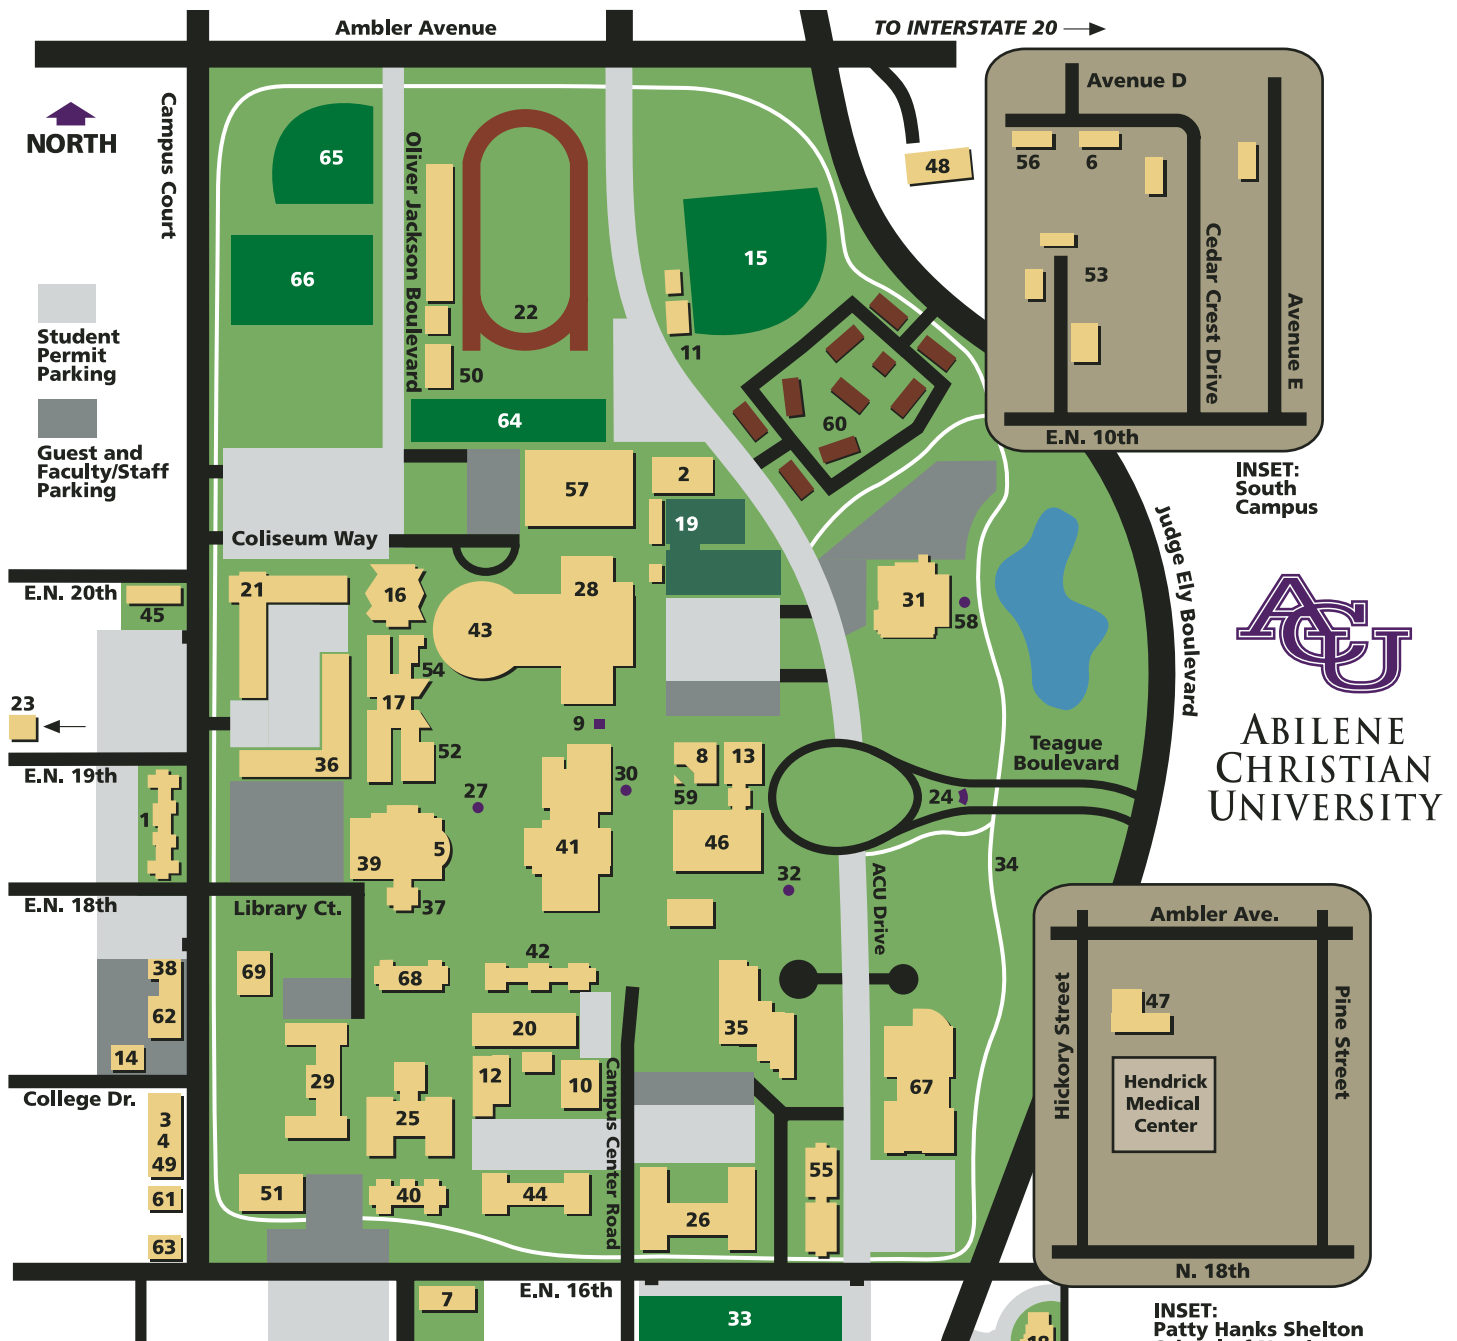 Ambler Avenue
TO INTERSTATE 20
NORTH
Campus Court
Oliver Jackson Boulevard
65
66
22
50
64
15
11
60
48
Avenue D
56
6
53
Cedar Crest Drive
Avenue E
E.N. 10th
INSET:
South
Campus
Student
Permit
Parking
Guest and
Faculty/Staff
Parking
57
2
19
Coliseum Way
Judge Ely Boulevard
E.N. 20th
45
21
16
43
28
31
58
54
17
23
9
52
36
E.N. 19th
27
30
8
13
59
Teague
Boulevard
24
ACU
ABILENE
CHRISTIAN
UNIVERSITY
1
39
5
41
46
32
34
37
E.N. 18th
Library Ct.
ACU Drive
38
62
14
69
68
42
20
35
12
10
29
25
67
College Dr.
Campus Center Road
3
4
49
61
63
51
40
44
26
55
E.N. 16th
7
33
18
Ambler Ave.
Hickory Street
Pine Street
47
Hendrick
Medical
Center
N. 18th
INSET:
Patty Hanks Shelton